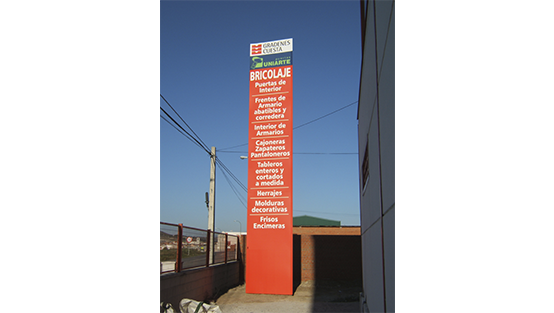 GRADENES
CUESTA
UNIARTE
BRICOLAJE
Puertas de
Interior
Frentes de
Armario
abatibles y
corredera
Interior de
Armarios
Cajoneras
Zapateros
Pantaloneros
Tableros
enteros y
cortados
a medida
Herrajes
Molduras
decorativas
Frisos
Encimeras